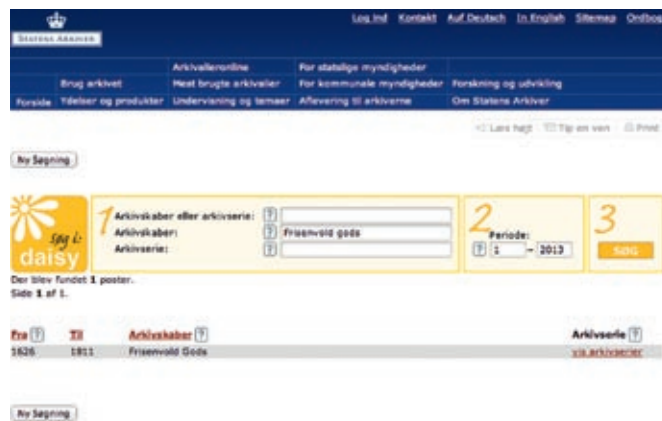 Log ind Kontakt Auf Deutsch In English Sitemap Ordbog
STATENS ARKIVER
Arkivalieronline For statslige myndigheder
Brug arkivet Mest brugte arkivalier For kommunale myndigheder Forskning og udvikling
Forside Ydelser og produkter Undervisning og temaer Aflevering til arkiverne Om Statens Arkiver
Læs højt Tip en ven Print
Ny Søgning
Søg i: daisy
1 Arkivskaber eller arkivserie: ?
Arkivskaber: ? Frisenvold gods
Arkivserie: ?
2 Periode:
? 1 - 2013
3 SØG
Der blev fundet 1 poster.
Side 1 af 1.
Fra ? Til Arkivskaber ? Arkivserie ?
1626 1811 Frisenvold Gods vis arkivserier
Ny Søgning